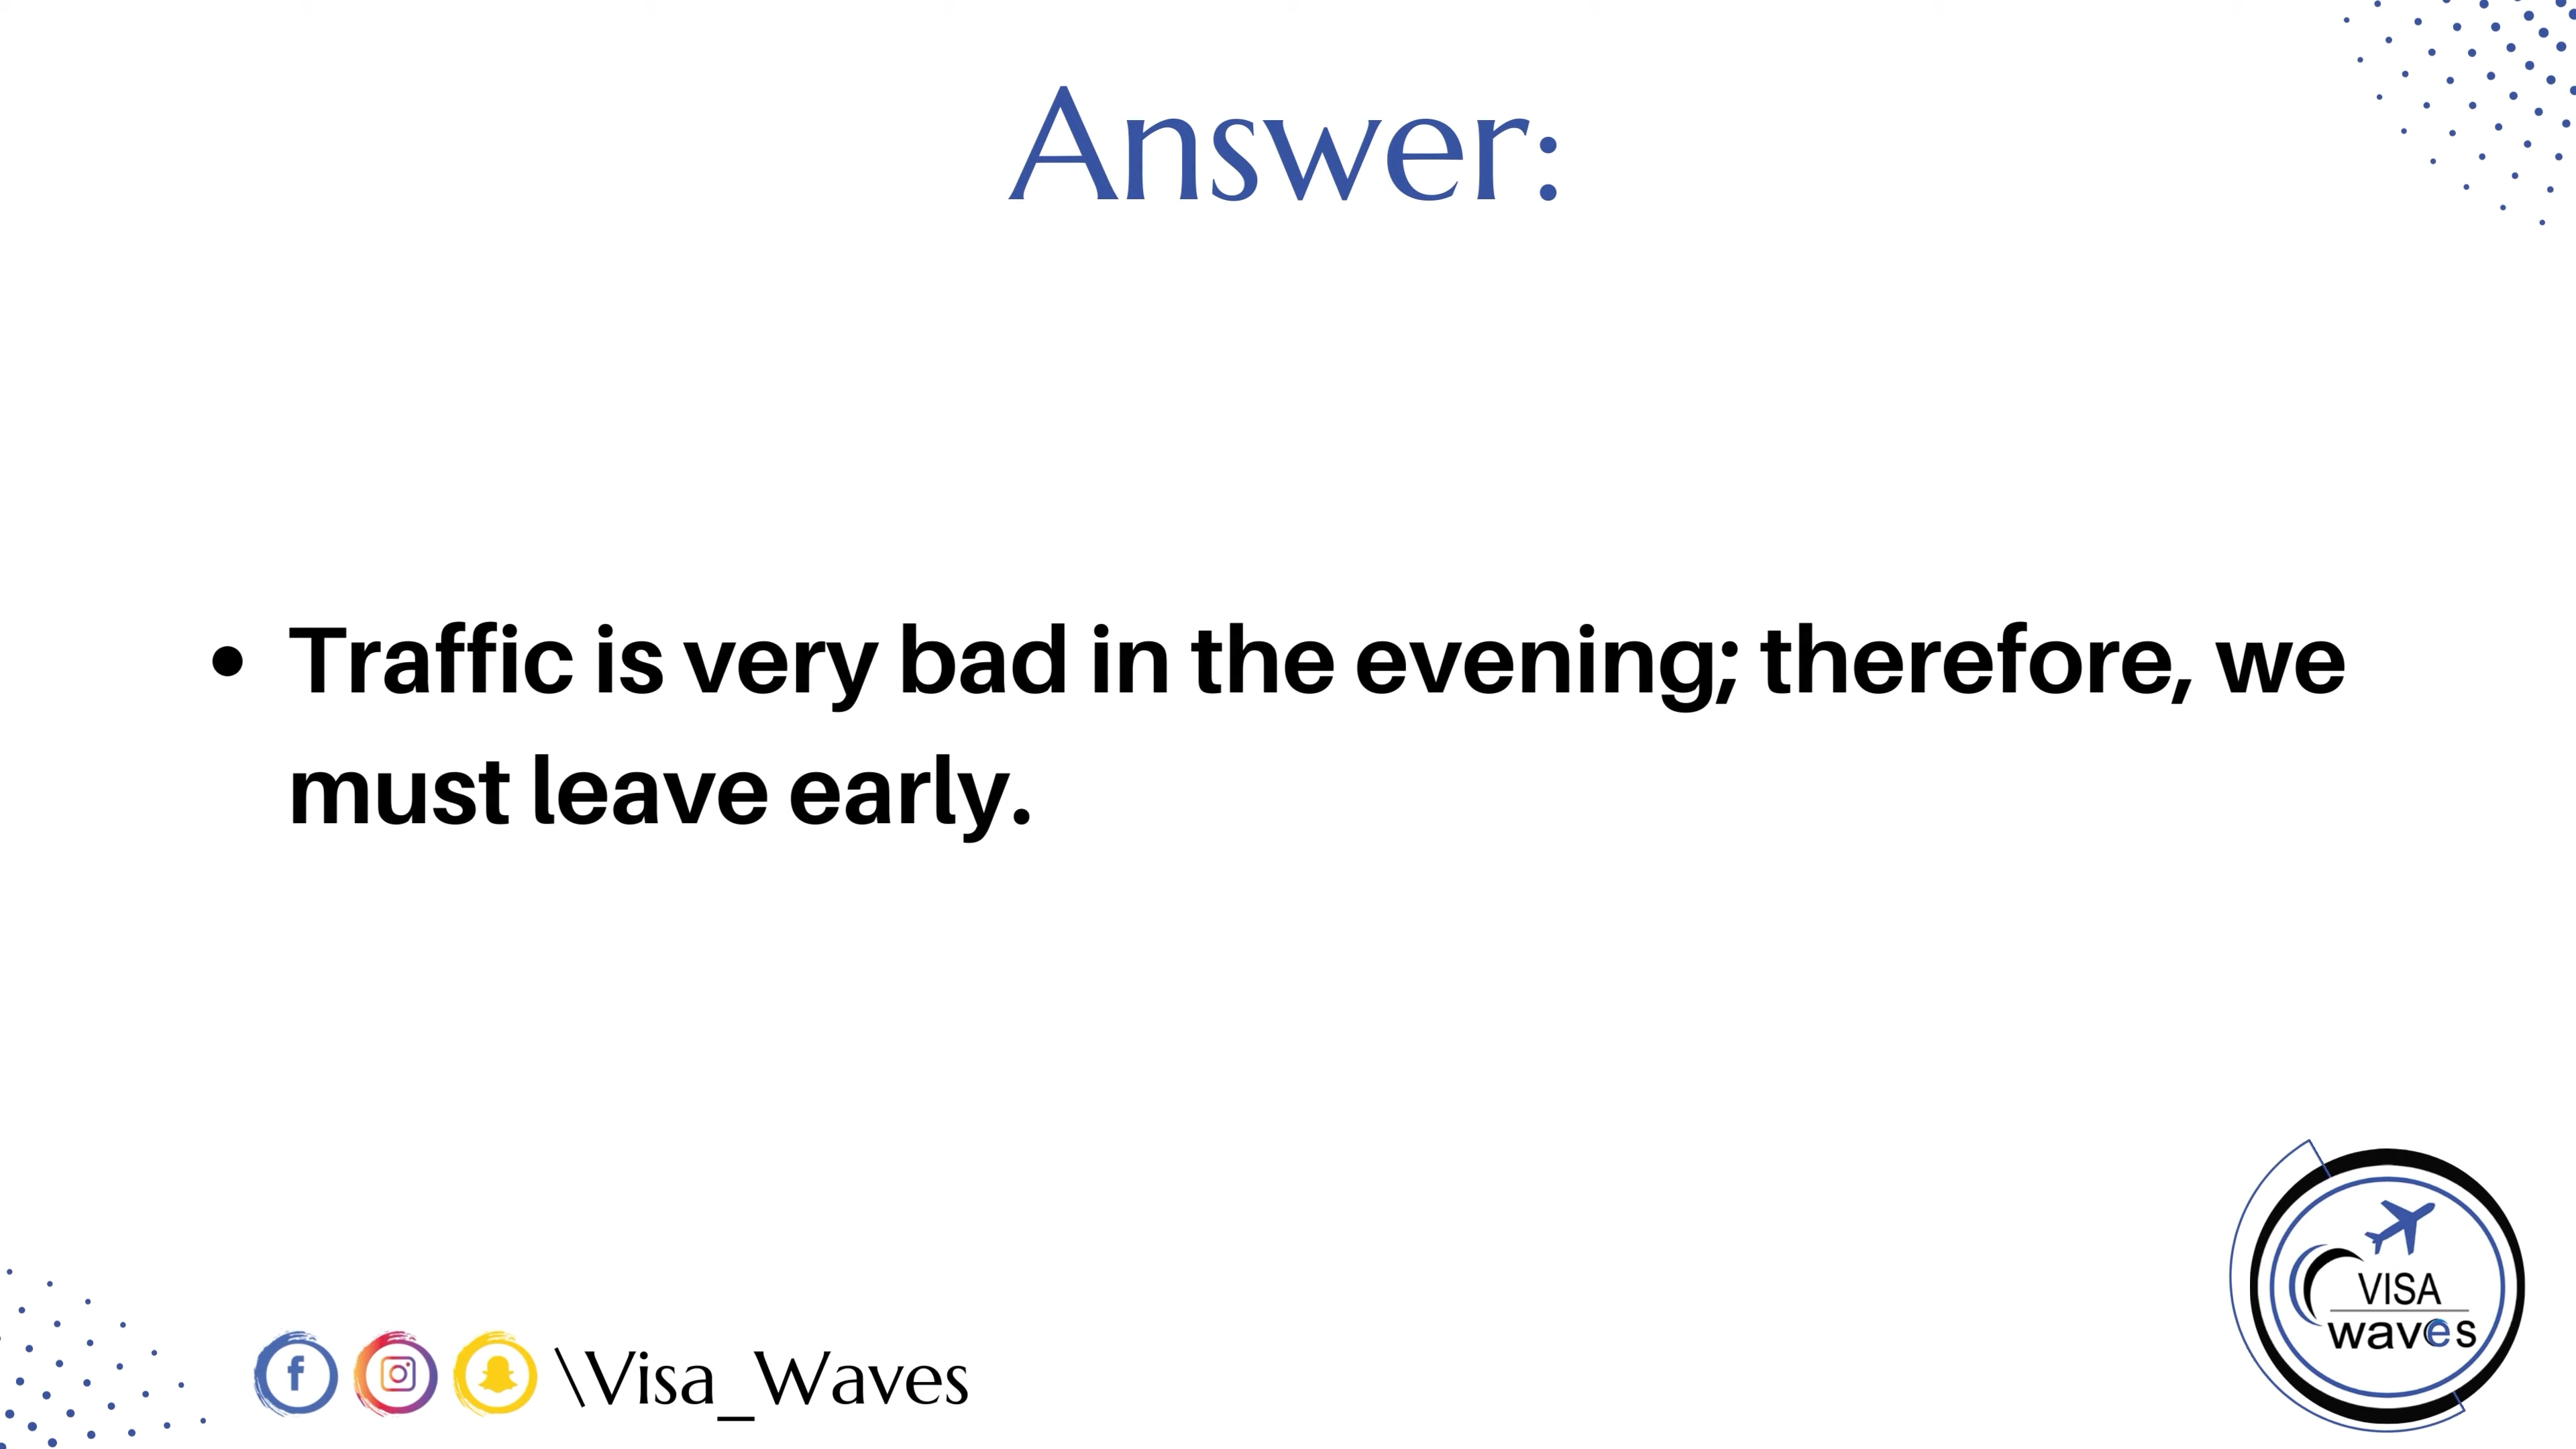 Answer:
• Traffic is very bad in the evening; therefore, we
must leave early.
\Visa_Waves
VISA
waves